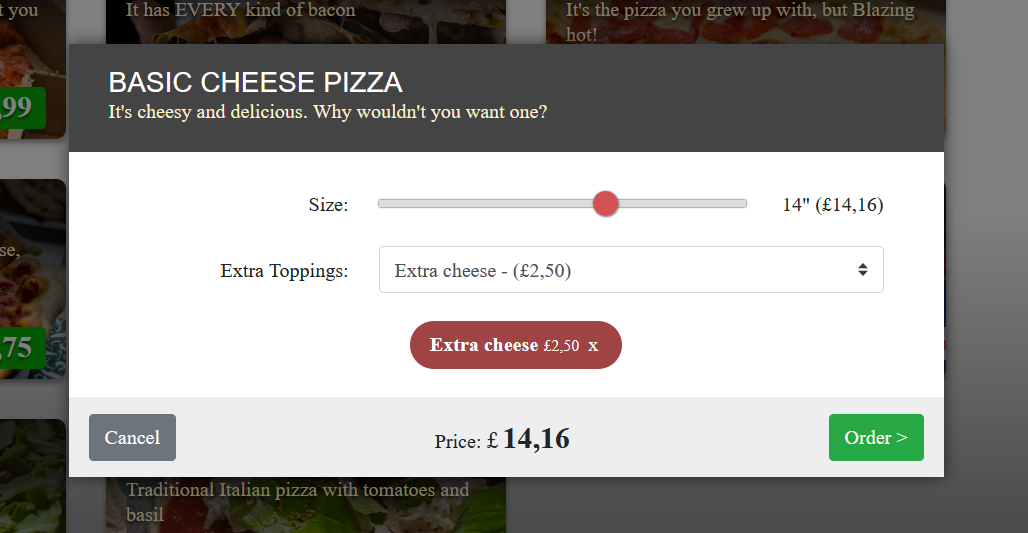 t you
It has EVERY kind of bacon
It's the pizza you grew up with, but Blazing
hot!
,99
BASIC CHEESE PIZZA
It's cheesy and delicious. Why wouldn't you want one?
Size:
14" (£14,16)
se,
Extra Toppings:
Extra cheese - (£2,50)
,75
Extra cheese £2,50 x
Cancel
Price: £ 14,16
Order >
Traditional Italian pizza with tomatoes and
basil